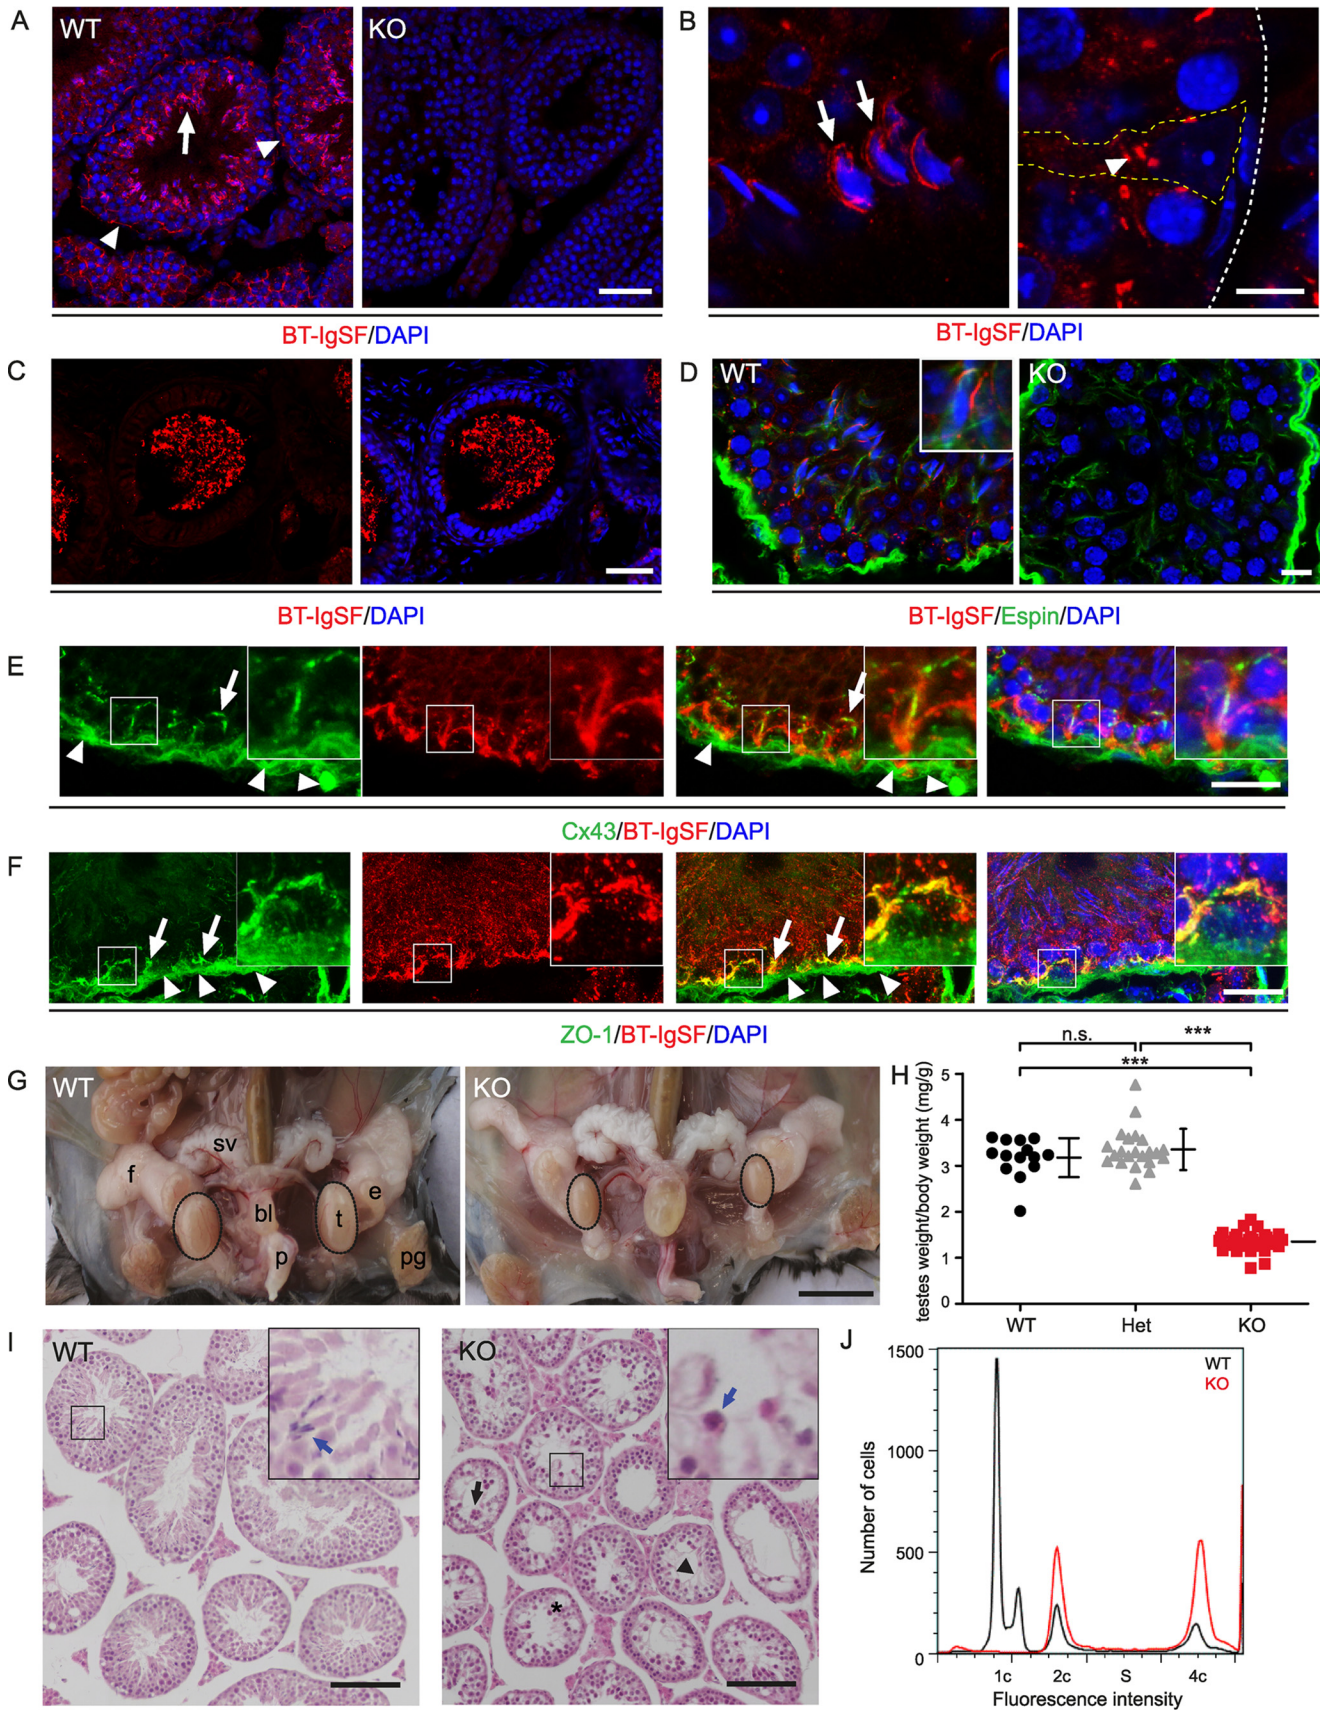 A
WT
KO
BT-IgSF/DAPI
B
BT-IgSF/DAPI
C
BT-IgSF/DAPI
D
WT
KO
BT-IgSF/Espin/DAPI
E
Cx43/BT-IgSF/DAPI
F
ZO-1/BT-IgSF/DAPI
G
WT
sv
f
e
bl
t
p
pg
KO
H
n.s.
***
***
testes weight/body weight (mg/g)
5
4
3
2
1
0
WT
Het
KO
I
WT
KO
*
J
WT
KO
Number of cells
1500
1000
500
0
1c
2c
S
4c
Fluorescence intensity